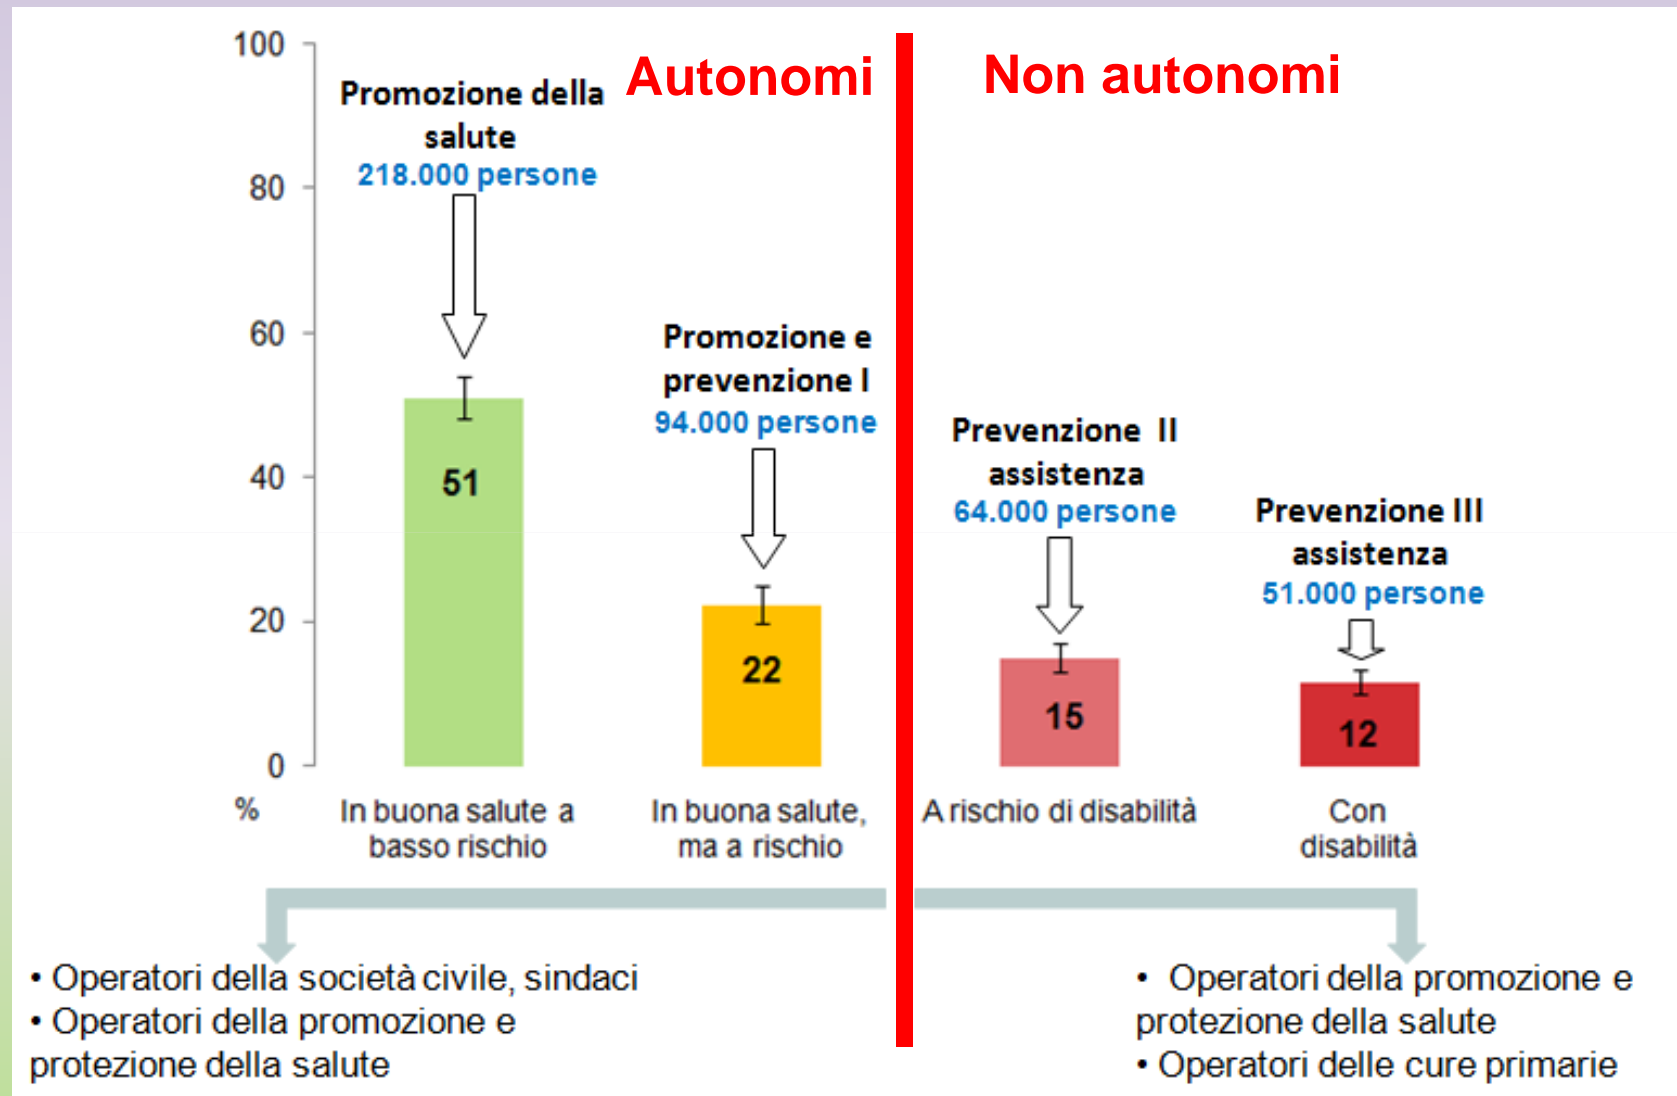 Autonomi
Non autonomi
100
80
60
40
20
0
%
Promozione della
salute
218.000 persone
51
In buona salute a
basso rischio
Promozione e
prevenzione I
94.000 persone
22
In buona salute,
ma a rischio
Prevenzione II
assistenza
64.000 persone
15
A rischio di disabilità
Prevenzione III
assistenza
51.000 persone
12
Con
disabilità
• Operatori della società civile, sindaci
• Operatori della promozione e
protezione della salute
• Operatori della promozione e
protezione della salute
• Operatori delle cure primarie